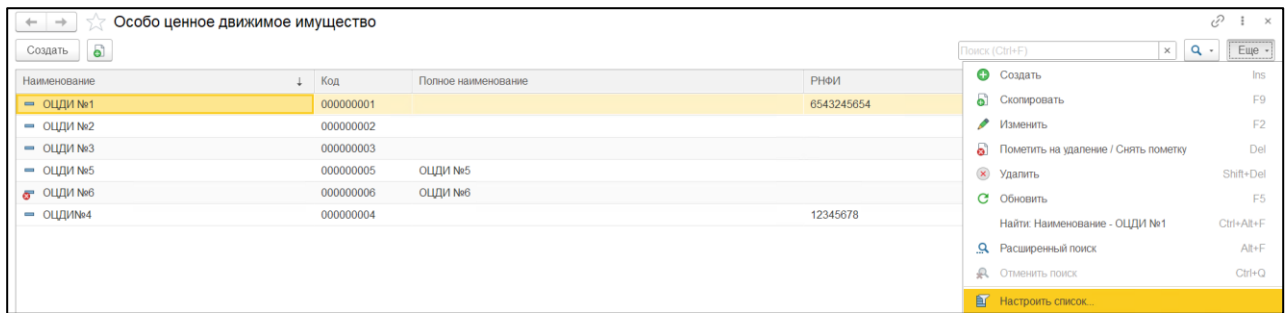 Особо ценное движимое имущество
Создать
Поиск (Ctrl+F)
Еще
Наименование Код Полное наименование РНФИ
ОЦДИ №1 000000001 6543245654
ОЦДИ №2 000000002
ОЦДИ №3 000000003
ОЦДИ №5 000000005 ОЦДИ №5
ОЦДИ №6 000000006 ОЦДИ №6
ОЦДИ№4 000000004 12345678
Создать Ins
Скопировать F9
Изменить F2
Пометить на удаление / Снять пометку Del
Удалить Shift+Del
Обновить F5
Найти: Наименование - ОЦДИ №1 Ctrl+Alt+F
Расширенный поиск Alt+F
Отменить поиск Ctrl+Q
Настроить список...